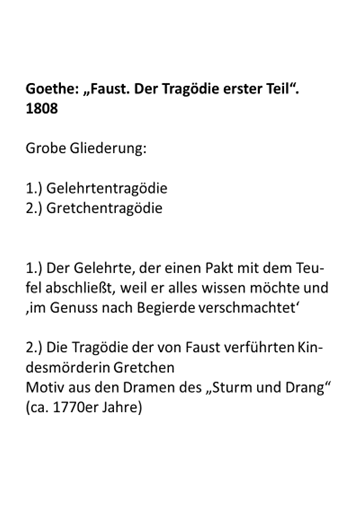 Goethe: „Faust. Der Tragödie erster Teil“.
1808
Grobe Gliederung:
1.) Gelehrtentragödie
2.) Gretchentragödie
1.) Der Gelehrte, der einen Pakt mit dem Teu-
fel abschließt, weil er alles wissen möchte und
‚im Genuss nach Begierde verschmachtet‘
2.) Die Tragödie der von Faust verführten Kin-
desmörderin Gretchen
Motiv aus den Dramen des „Sturm und Drang“
(ca. 1770er Jahre)